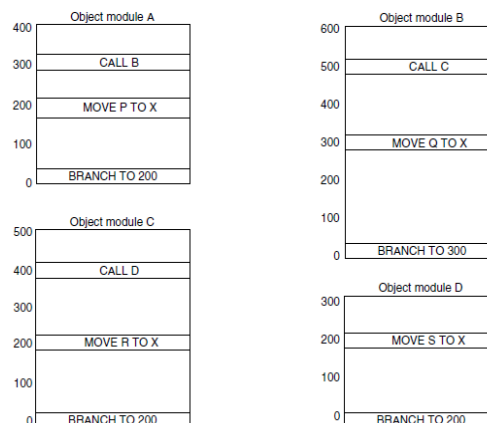 Object module A
400
300 CALL B
200 MOVE P TO X
100
0 BRANCH TO 200
Object module B
600
500 CALL C
400
300 MOVE Q TO X
200
100
0 BRANCH TO 300
Object module C
500
400 CALL D
300
200 MOVE R TO X
100
0 BRANCH TO 200
Object module D
300
200 MOVE S TO X
100
0 BRANCH TO 200